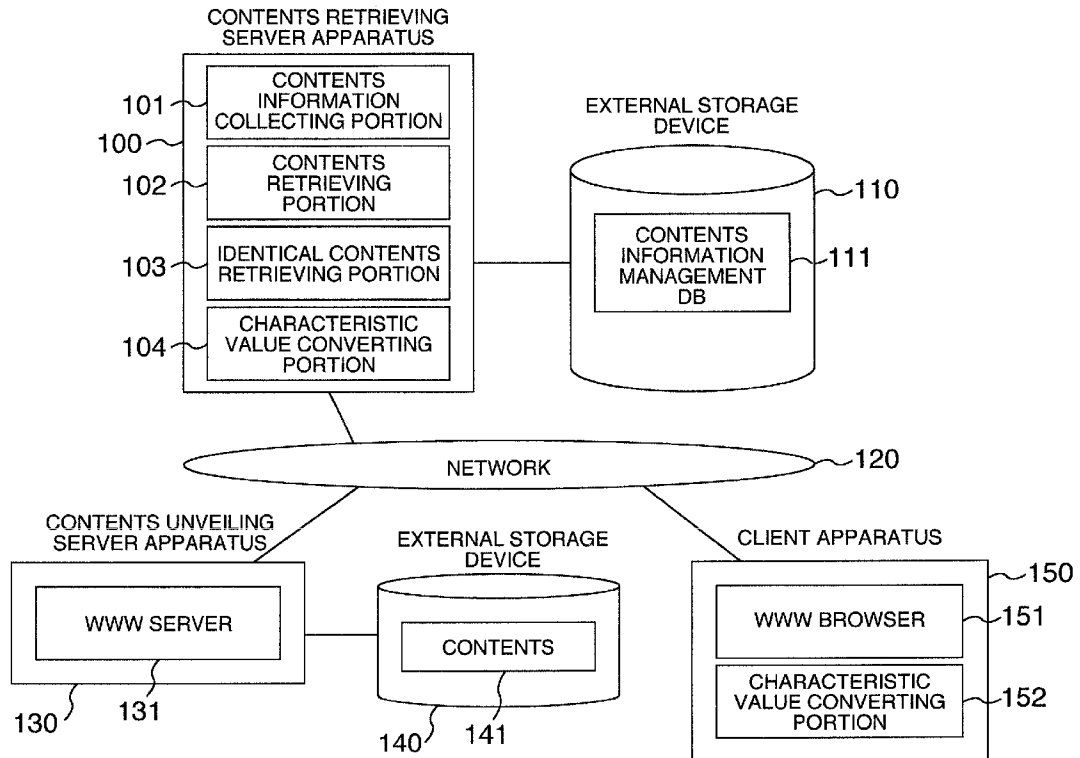 CONTENTS RETRIEVING
SERVER APPARATUS
CONTENTS
INFORMATION
COLLECTING PORTION
101
100
CONTENTS
RETRIEVING
PORTION
102
IDENTICAL CONTENTS
RETRIEVING PORTION
103
CHARACTERISTIC
VALUE CONVERTING
PORTION
104
EXTERNAL STORAGE
DEVICE
110
CONTENTS
INFORMATION
MANAGEMENT
DB
111
NETWORK
120
CONTENTS UNVEILING
SERVER APPARATUS
WWW SERVER
131
130
EXTERNAL STORAGE
DEVICE
CONTENTS
141
140
CLIENT APPARATUS
150
WWW BROWSER
151
CHARACTERISTIC
VALUE CONVERTING
PORTION
152